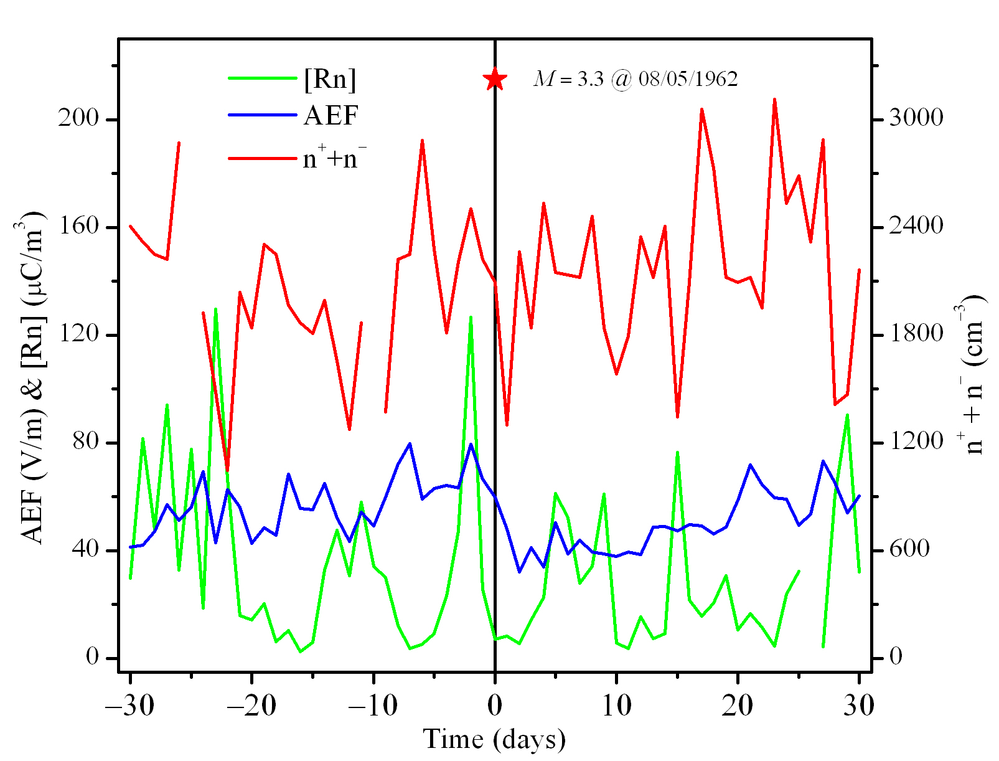 [Rn]
AEF
n⁺+n⁻
M = 3.3 @ 08/05/1962
AEF (V/m) & [Rn] (μC/m³)
200
160
120
80
40
0
3000
2400
1800
1200
600
0
n⁺ + n⁻ (cm⁻³)
−30 −20 −10 0 10 20 30
Time (days)